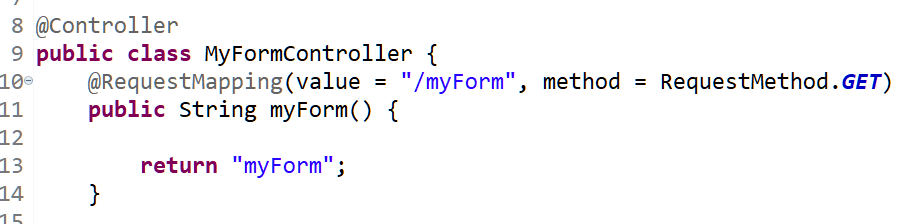 8 @Controller
9 public class MyFormController {
10 @RequestMapping(value = "/myForm", method = RequestMethod.GET)
11 public String myForm() {
12
13 return "myForm";
14 }
15